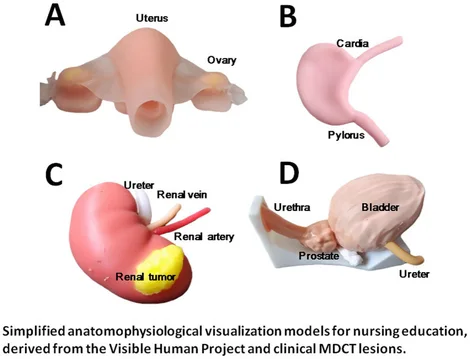 A
Uterus
Ovary
B
Cardia
Pylorus
C
Ureter
Renal vein
Renal artery
Renal tumor
D
Urethra
Bladder
Prostate
Ureter
Simplified anatomophysiological visualization models for nursing education,
derived from the Visible Human Project and clinical MDCT lesions.